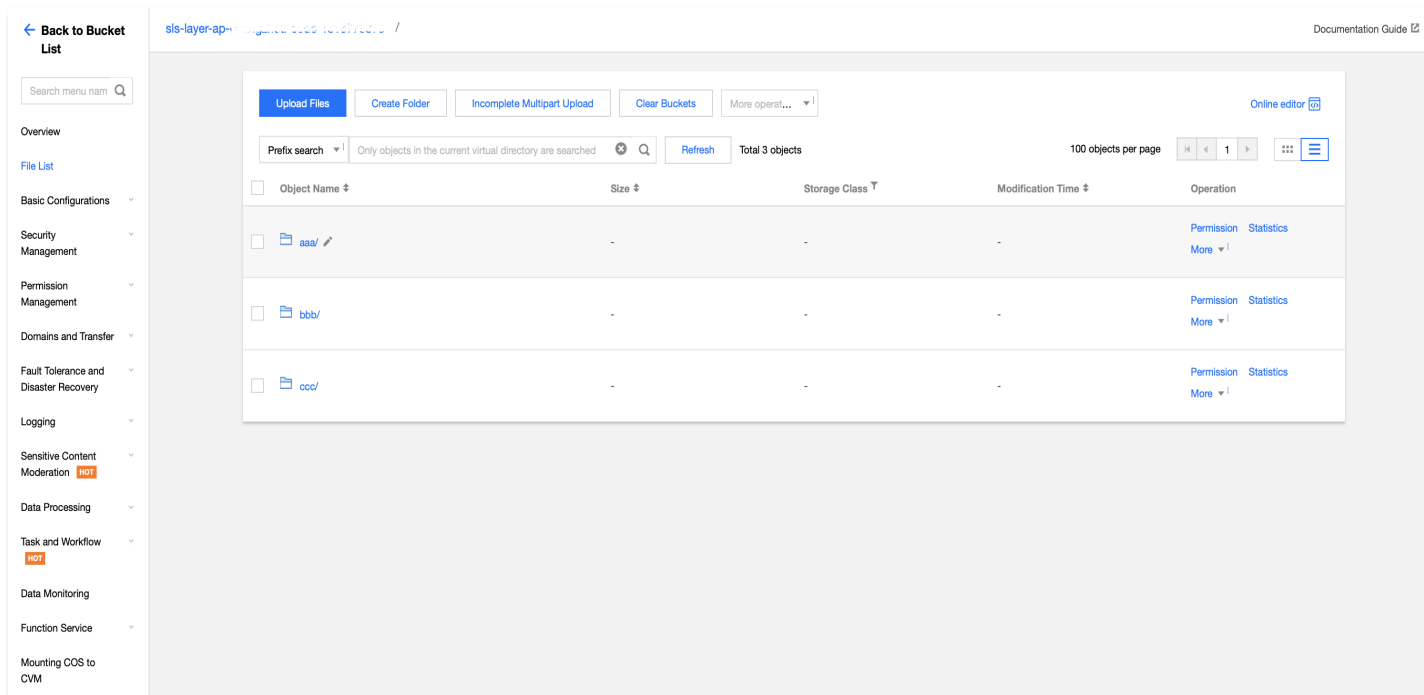 Back to Bucket
List
sls-layer-ap-
/
Documentation Guide
Search menu nam
Overview
File List
Basic Configurations
Security
Management
Permission
Management
Domains and Transfer
Fault Tolerance and
Disaster Recovery
Logging
Sensitive Content
Moderation HOT
Data Processing
Task and Workflow
HOT
Data Monitoring
Function Service
Mounting COS to
CVM
Upload Files Create Folder Incomplete Multipart Upload Clear Buckets More operat...
Online editor
Prefix search Only objects in the current virtual directory are searched Refresh Total 3 objects
100 objects per page 1
Object Name Size Storage Class Modification Time Operation
aaa/ - - - Permission Statistics
More
bbb/ - - - Permission Statistics
More
ccc/ - - - Permission Statistics
More